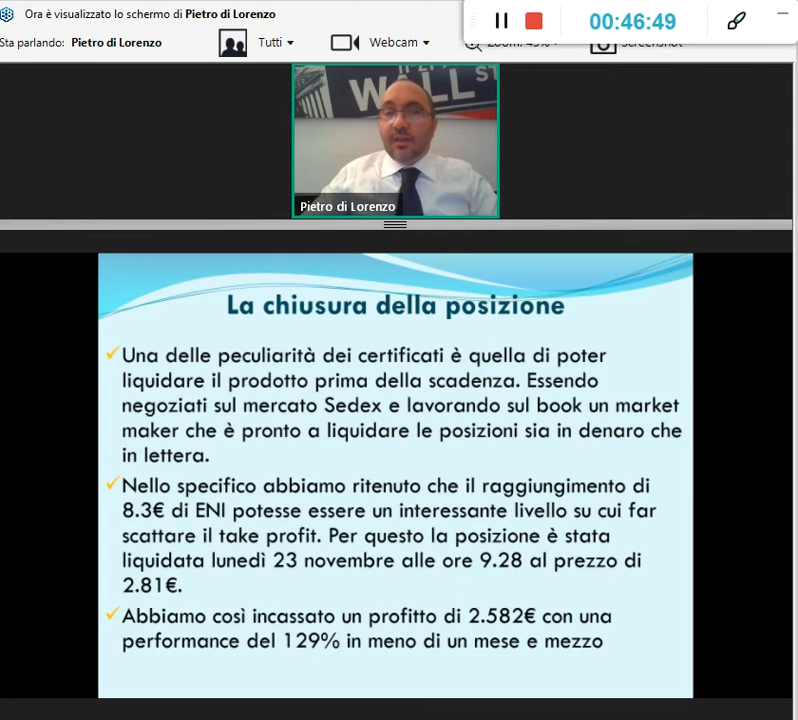 Ora è visualizzato lo schermo di Pietro di Lorenzo
00:46:49
Sta parlando: Pietro di Lorenzo
Tutti
Webcam
Zoom: 45%
Screenshot
WALL ST
Pietro di Lorenzo
La chiusura della posizione
Una delle peculiarità dei certificati è quella di poter
liquidare il prodotto prima della scadenza. Essendo
negoziati sul mercato Sedex e lavorando sul book un market
maker che è pronto a liquidare le posizioni sia in denaro che
in lettera.
Nello specifico abbiamo ritenuto che il raggiungimento di
8.3€ di ENI potesse essere un interessante livello su cui far
scattare il take profit. Per questo la posizione è stata
liquidata lunedì 23 novembre alle ore 9.28 al prezzo di
2.81€.
Abbiamo così incassato un profitto di 2.582€ con una
performance del 129% in meno di un mese e mezzo